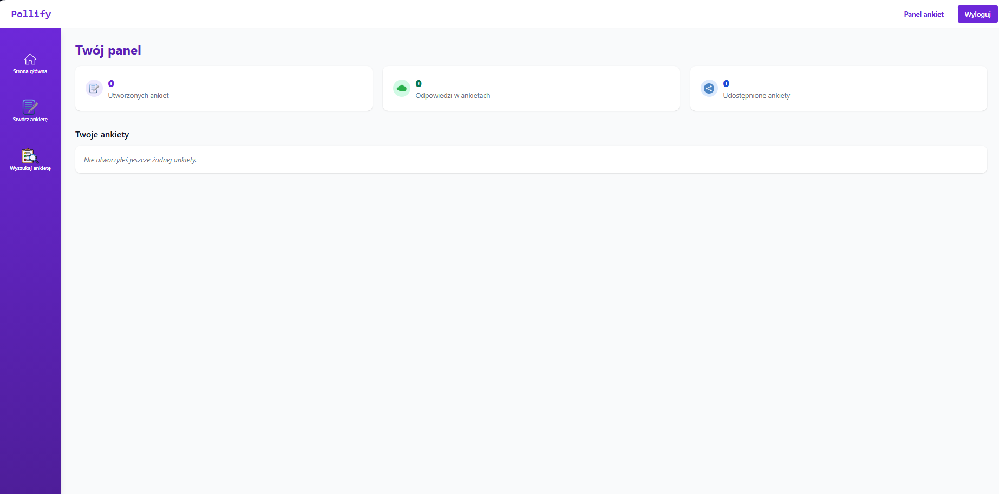 Pollify
Panel ankiet
Wyloguj
Strona główna
Stwórz ankietę
Wyszukaj ankietę
Twój panel
0
Utworzonych ankiet
0
Odpowiedzi w ankietach
0
Udostępnione ankiety
Twoje ankiety
Nie utworzyłeś jeszcze żadnej ankiety.